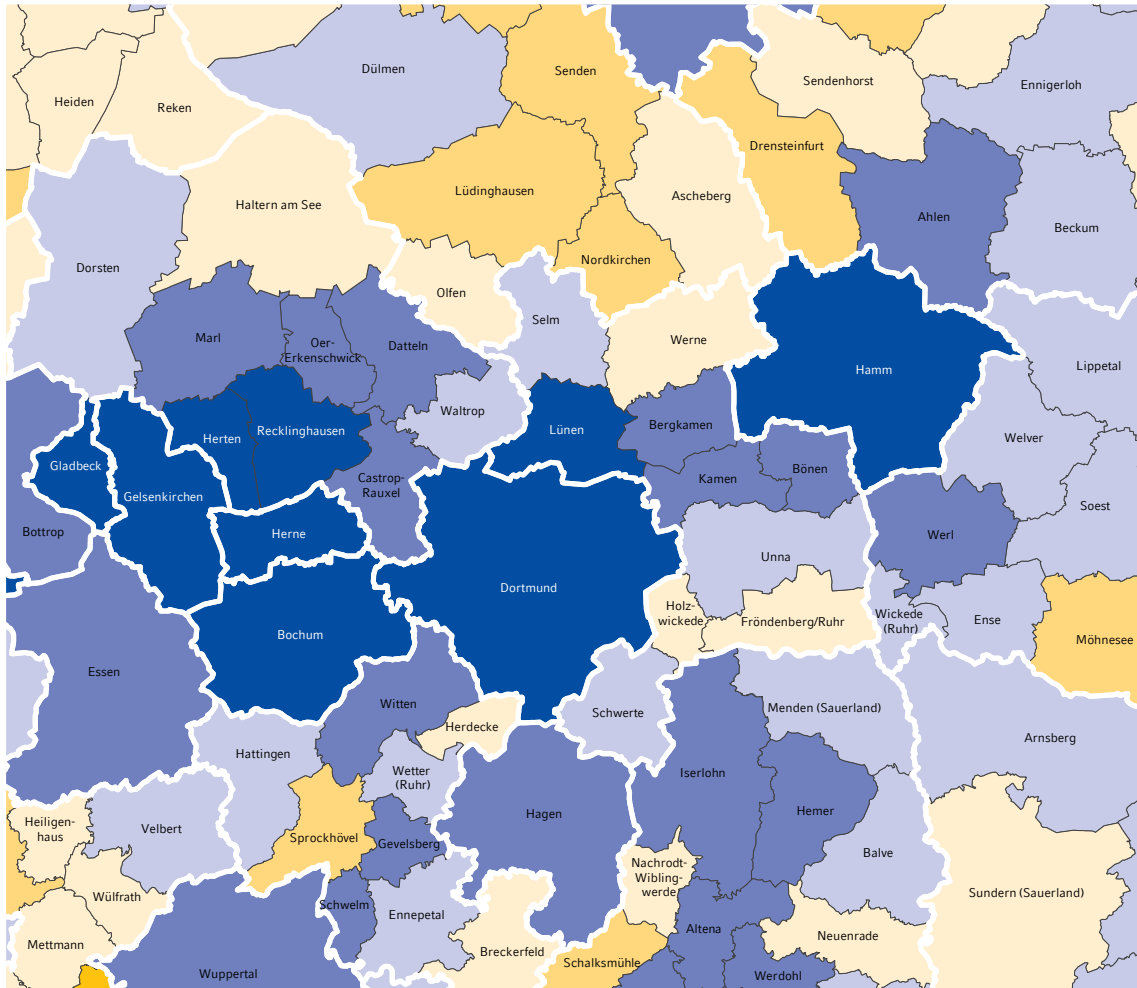 Dülmen
Senden
Sendenhorst
Ennigerloh
Heiden
Reken
Drensteinfurt
Lüdinghausen
Ascheberg
Haltern am See
Ahlen
Beckum
Dorsten
Nordkirchen
Olfen
Selm
Marl
Oer-
Erkenschwick
Datteln
Werne
Hamm
Lippetal
Waltrop
Herten
Recklinghausen
Lünen
Bergkamen
Welver
Gladbeck
Gelsenkirchen
Castrop-
Rauxel
Kamen
Bönen
Soest
Bottrop
Herne
Werl
Unna
Dortmund
Holz-
wickede
Fröndenberg/Ruhr
Wickede
(Ruhr)
Ense
Möhnesee
Bochum
Essen
Witten
Schwerte
Menden (Sauerland)
Herdecke
Hattingen
Arnsberg
Wetter
(Ruhr)
Iserlohn
Hemer
Heiligen-
haus
Velbert
Sprockhövel
Gevelsberg
Hagen
Balve
Nachrodt-
Wibling-
werde
Wülfrath
Schwelm
Ennepetal
Sundern (Sauerland)
Mettmann
Breckerfeld
Altena
Neuenrade
Schalksmühle
Wuppertal
Werdohl